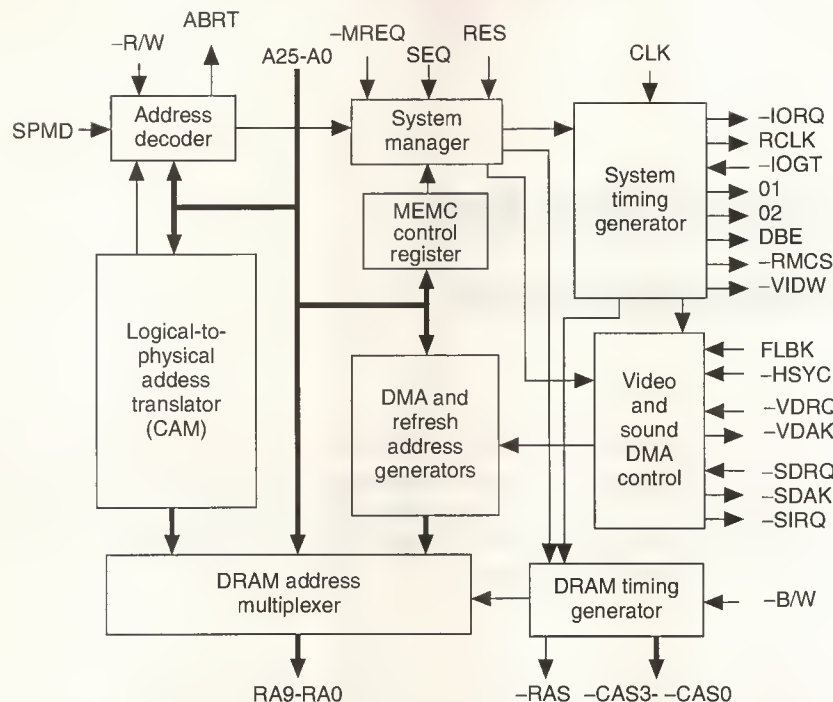 ABRT
–R/W
A25-A0
–MREQ
SEQ
RES
CLK
SPMD
Address
decoder
System
manager
System
timing
generator
–IORQ
RCLK
–IOGT
01
02
DBE
–RMCS
–VIDW
MEMC
control
register
Logical-to-
physical
addess
translator
(CAM)
DMA and
refresh
address
generators
Video
and
sound
DMA
control
FLBK
–HSYC
–VDRQ
–VDAK
–SDRQ
–SDAK
–SIRQ
DRAM address
multiplexer
DRAM timing
generator
–B/W
RA9-RA0
–RAS
–CAS3- –CAS0